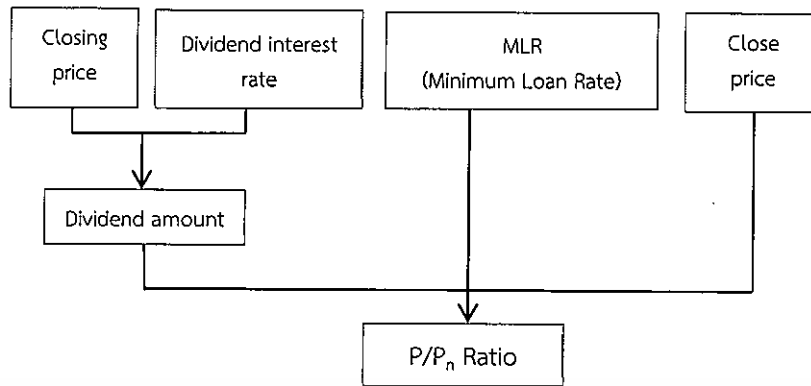 Closing
price
Dividend interest
rate
MLR
(Minimum Loan Rate)
Close
price
Dividend amount
P/Pn Ratio